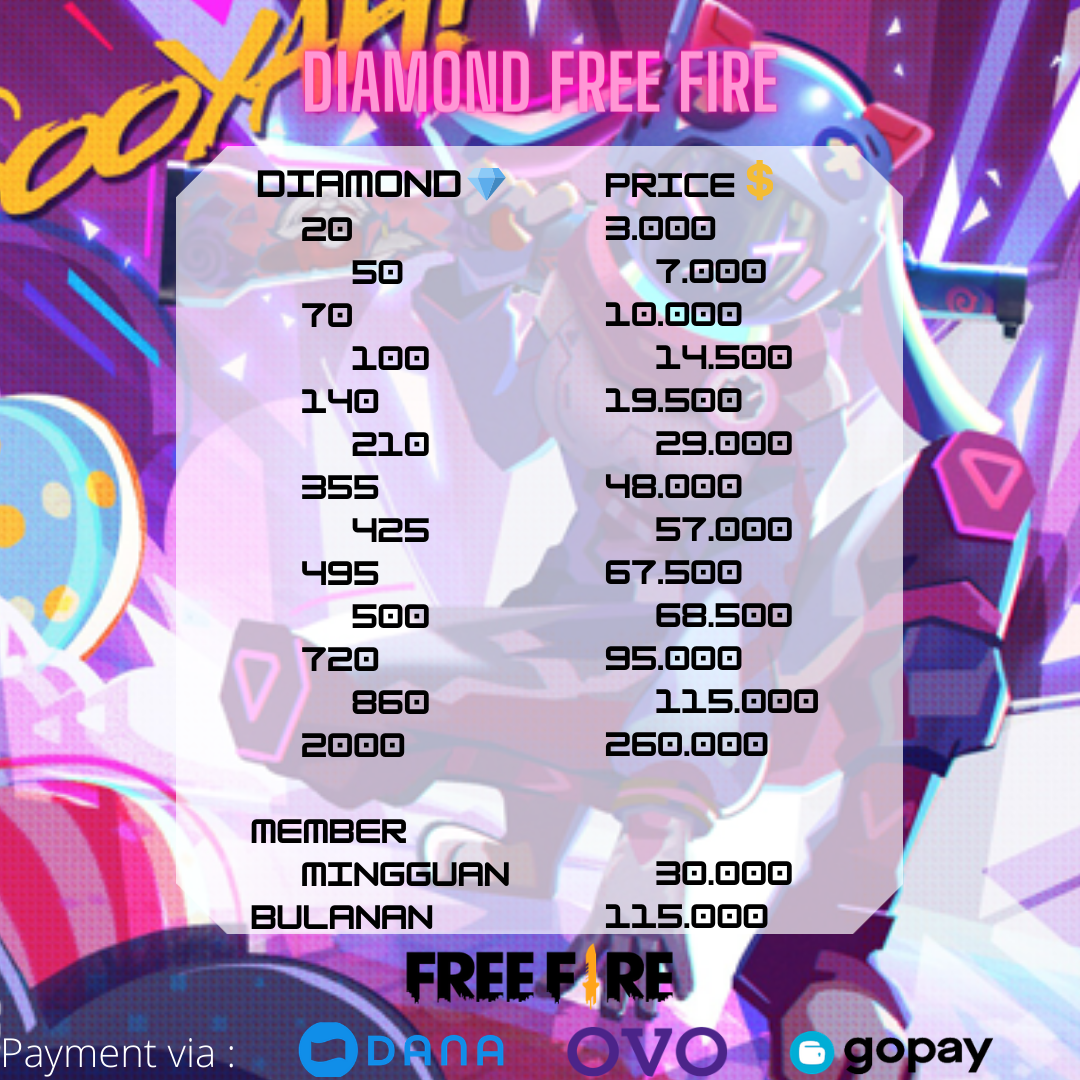 BOOYAH!
DIAMOND FREE FIRE
DIAMOND 💎 PRICE $
20 3.000
50 7.000
70 10.000
100 14.500
140 19.500
210 29.000
355 48.000
425 57.000
495 67.500
500 68.500
720 95.000
860 115.000
2000 260.000
MEMBER
MINGGUAN 30.000
BULANAN 115.000
FREE FIRE
Payment via : DANA OVO gopay